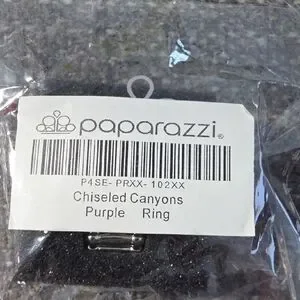 paparazzi®
P4SE-PRXX-102XX
Chiseled Canyons
Purple Ring